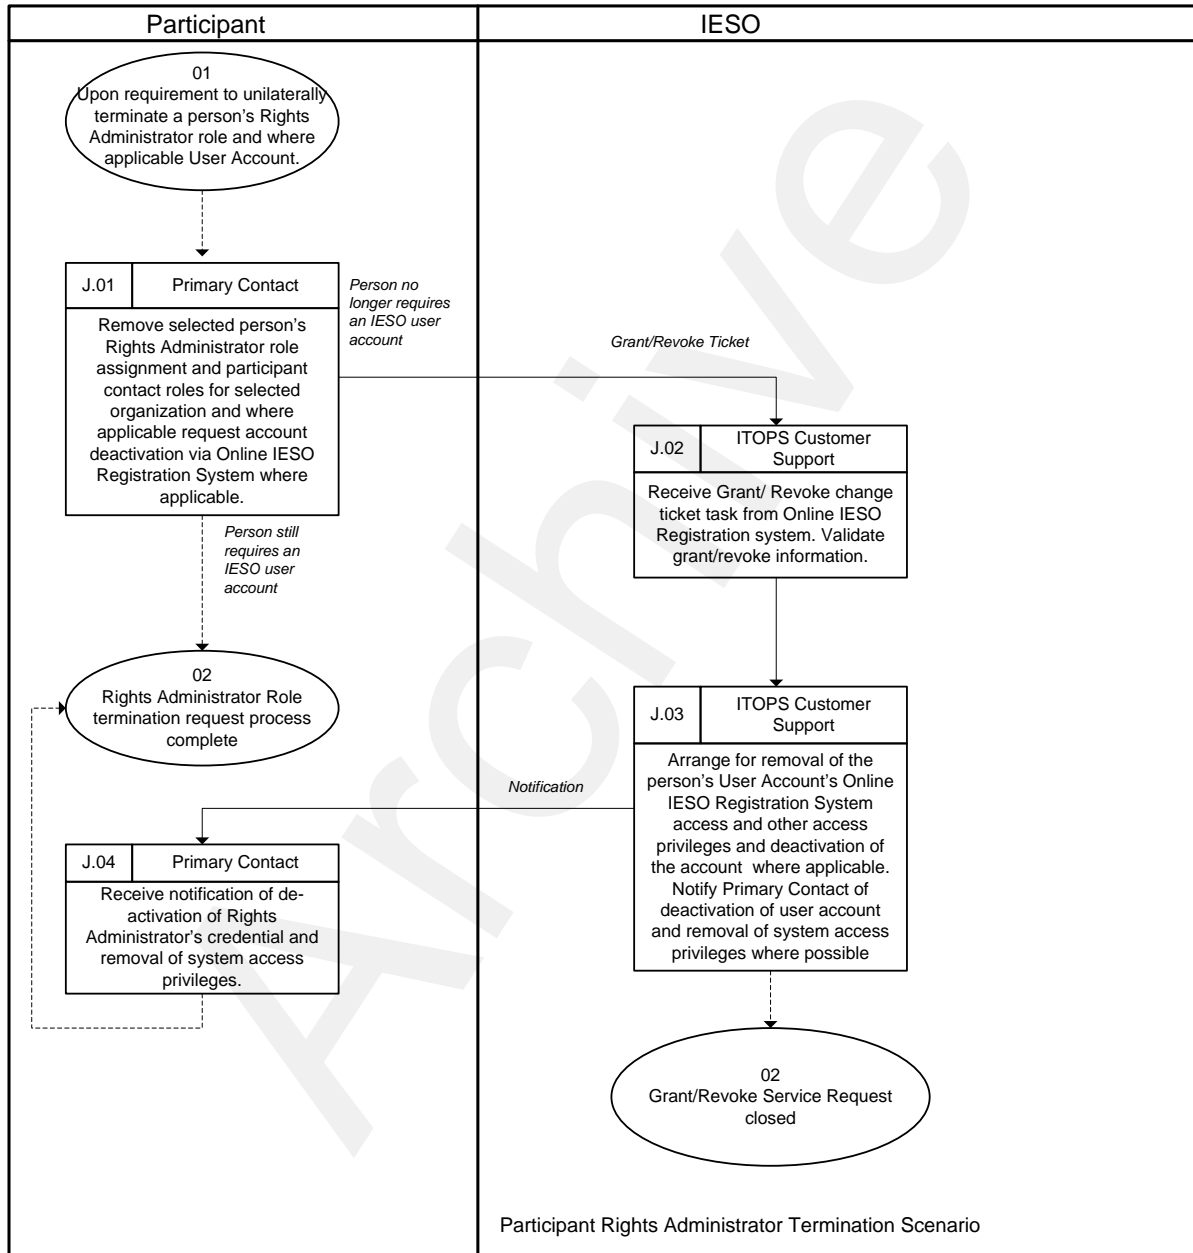 Participant
IESO
01
Upon requirement to unilaterally
terminate a person's Rights
Administrator role and where
applicable User Account.
J.01
Primary Contact
Remove selected person's
Rights Administrator role
assignment and participant
contact roles for selected
organization and where
applicable request account
deactivation via Online IESO
Registration System where
applicable.
Person no
longer requires
an IESO user
account
Grant/Revoke Ticket
J.02
ITOPS Customer
Support
Receive Grant/ Revoke change
ticket task from Online IESO
Registration system. Validate
grant/revoke information.
Person still
requires an
IESO user
account
02
Rights Administrator Role
termination request process
complete
J.03
ITOPS Customer
Support
Arrange for removal of the
person's User Account's Online
IESO Registration System
access and other access
privileges and deactivation of
the account where applicable.
Notify Primary Contact of
deactivation of user account
and removal of system access
privileges where possible
Notification
J.04
Primary Contact
Receive notification of de-
activation of Rights
Administrator's credential and
removal of system access
privileges.
02
Grant/Revoke Service Request
closed
Participant Rights Administrator Termination Scenario
Archive